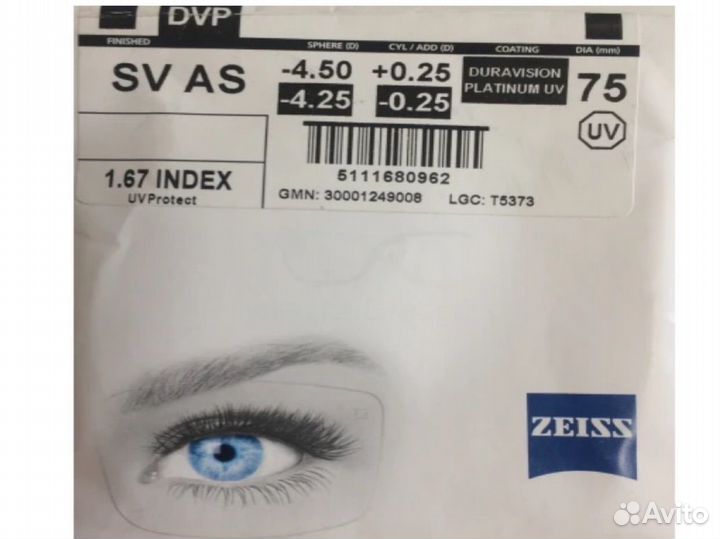 DVP
FINISHED SPHERE (D) CYL / ADD (D) COATING DIA (mm)
SV AS -4.50 +0.25 DURAVISION PLATINUM UV 75
-4.25 -0.25
UV
5111680962
1.67 INDEX
UVProtect
GMN: 30001249008 LGC: T5373
ZEISS
Avito